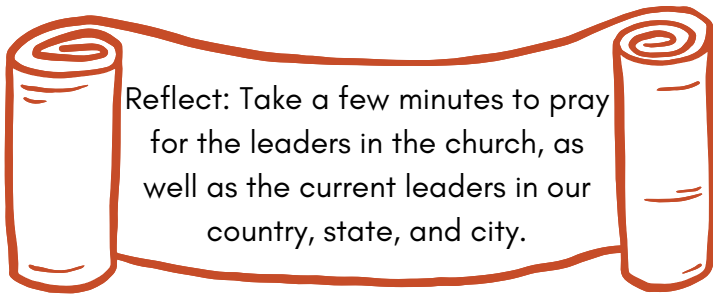 Reflect: Take a few minutes to pray
for the leaders in the church, as
well as the current leaders in our
country, state, and city.